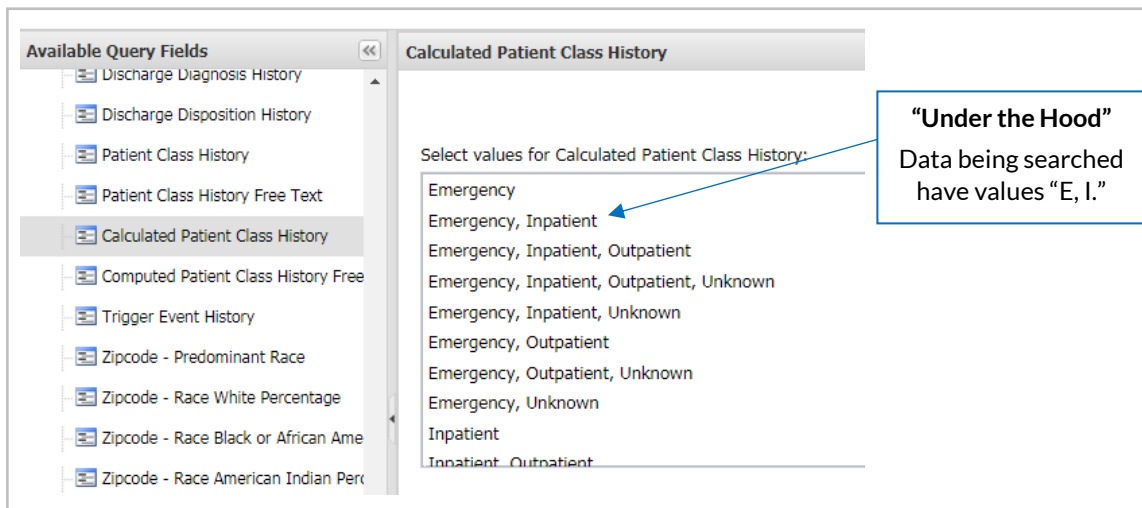 Available Query Fields
Discharge Diagnosis History
Discharge Disposition History
Patient Class History
Patient Class History Free Text
Calculated Patient Class History
Computed Patient Class History Free
Trigger Event History
Zipcode - Predominant Race
Zipcode - Race White Percentage
Zipcode - Race Black or African Ame
Zipcode - Race American Indian Perc
Calculated Patient Class History
Select values for Calculated Patient Class History:
Emergency
Emergency, Inpatient
Emergency, Inpatient, Outpatient
Emergency, Inpatient, Outpatient, Unknown
Emergency, Inpatient, Unknown
Emergency, Outpatient
Emergency, Outpatient, Unknown
Emergency, Unknown
Inpatient
Inpatient, Outpatient
“Under the Hood”
Data being searched
have values “E, I.”